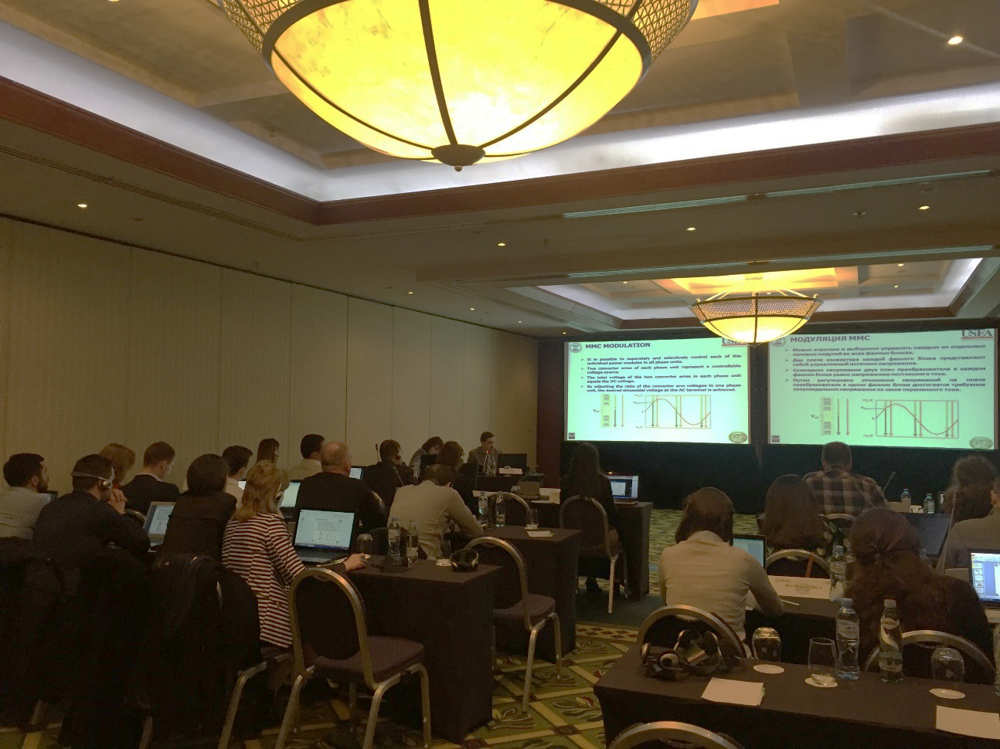 MMC MODULATION
It is possible to separately and selectively control each of the
individual power modules in all phase units.
Two converter arms of each phase unit represent a controllable
voltage source.
The total voltage of the two converter arms in each phase unit
equals the DC voltage.
By adjusting the ratio of the converter arm voltages in one phase
unit, the desired sinusoidal voltage at the AC terminal is achieved.
МОДУЛЯЦИЯ ММС
USEA
Можно отдельно и выборочно управлять каждым из отдельных
силовых модулей во всех фазных блоках.
Два плеча конвертера каждой фазного блока представляют
собой управляемый источник напряжения.
Суммарное напряжение двух плеч преобразователя в каждом
фазном блоке равно напряжению постоянного тока.
Путем регулировки отношения напряжений на плече
преобразователя в одном фазном блоке достигается требуемое
синусоидальное напряжение на шине переменного тока.